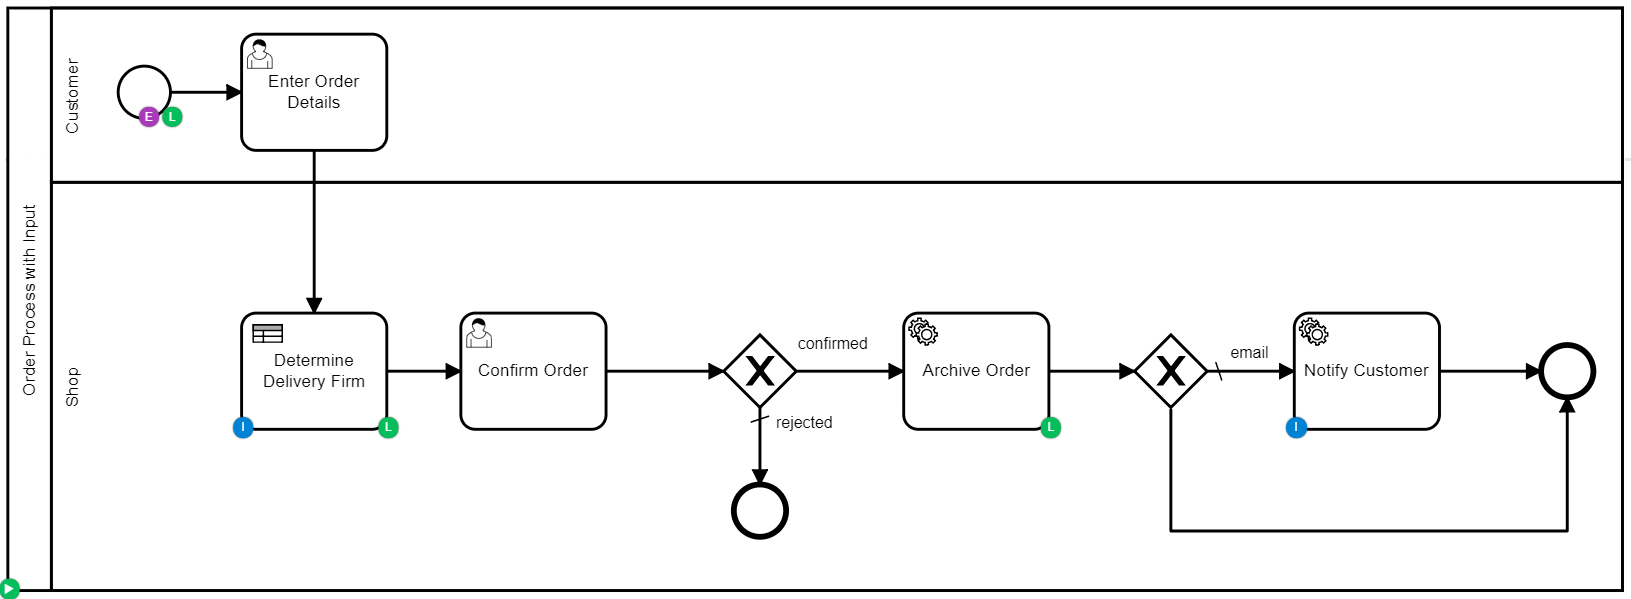 Order Process with Input
Customer
Enter Order
Details
E
L
Shop
Determine
Delivery Firm
I
L
Confirm Order
X
confirmed
rejected
Archive Order
L
X
email
Notify Customer
I